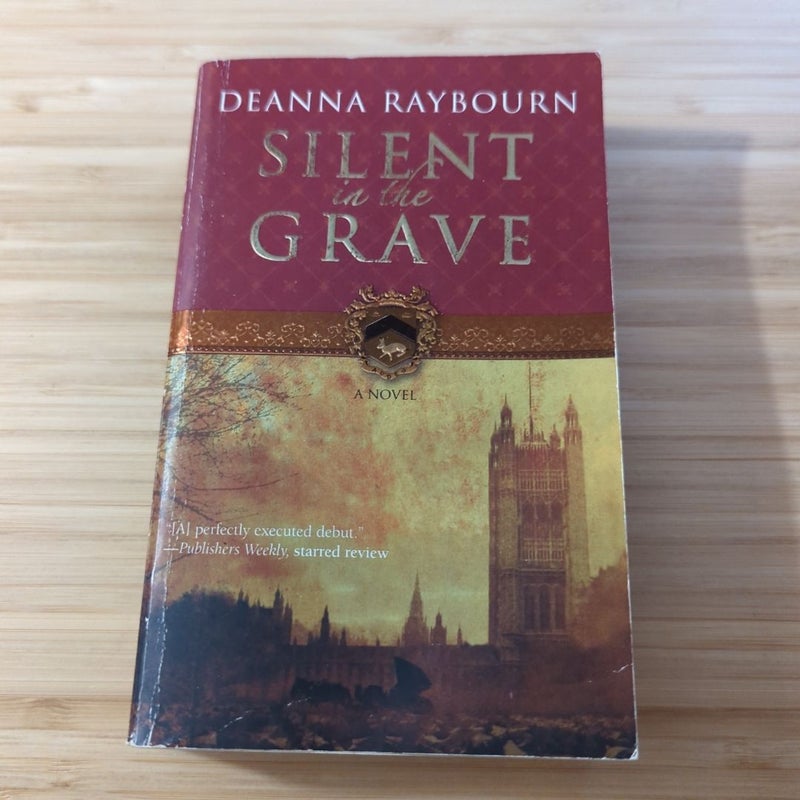 DEANNA RAYBOURN
SILENT
in the
GRAVE
A NOVEL
"[A] perfectly executed debut."
—Publishers Weekly, starred review